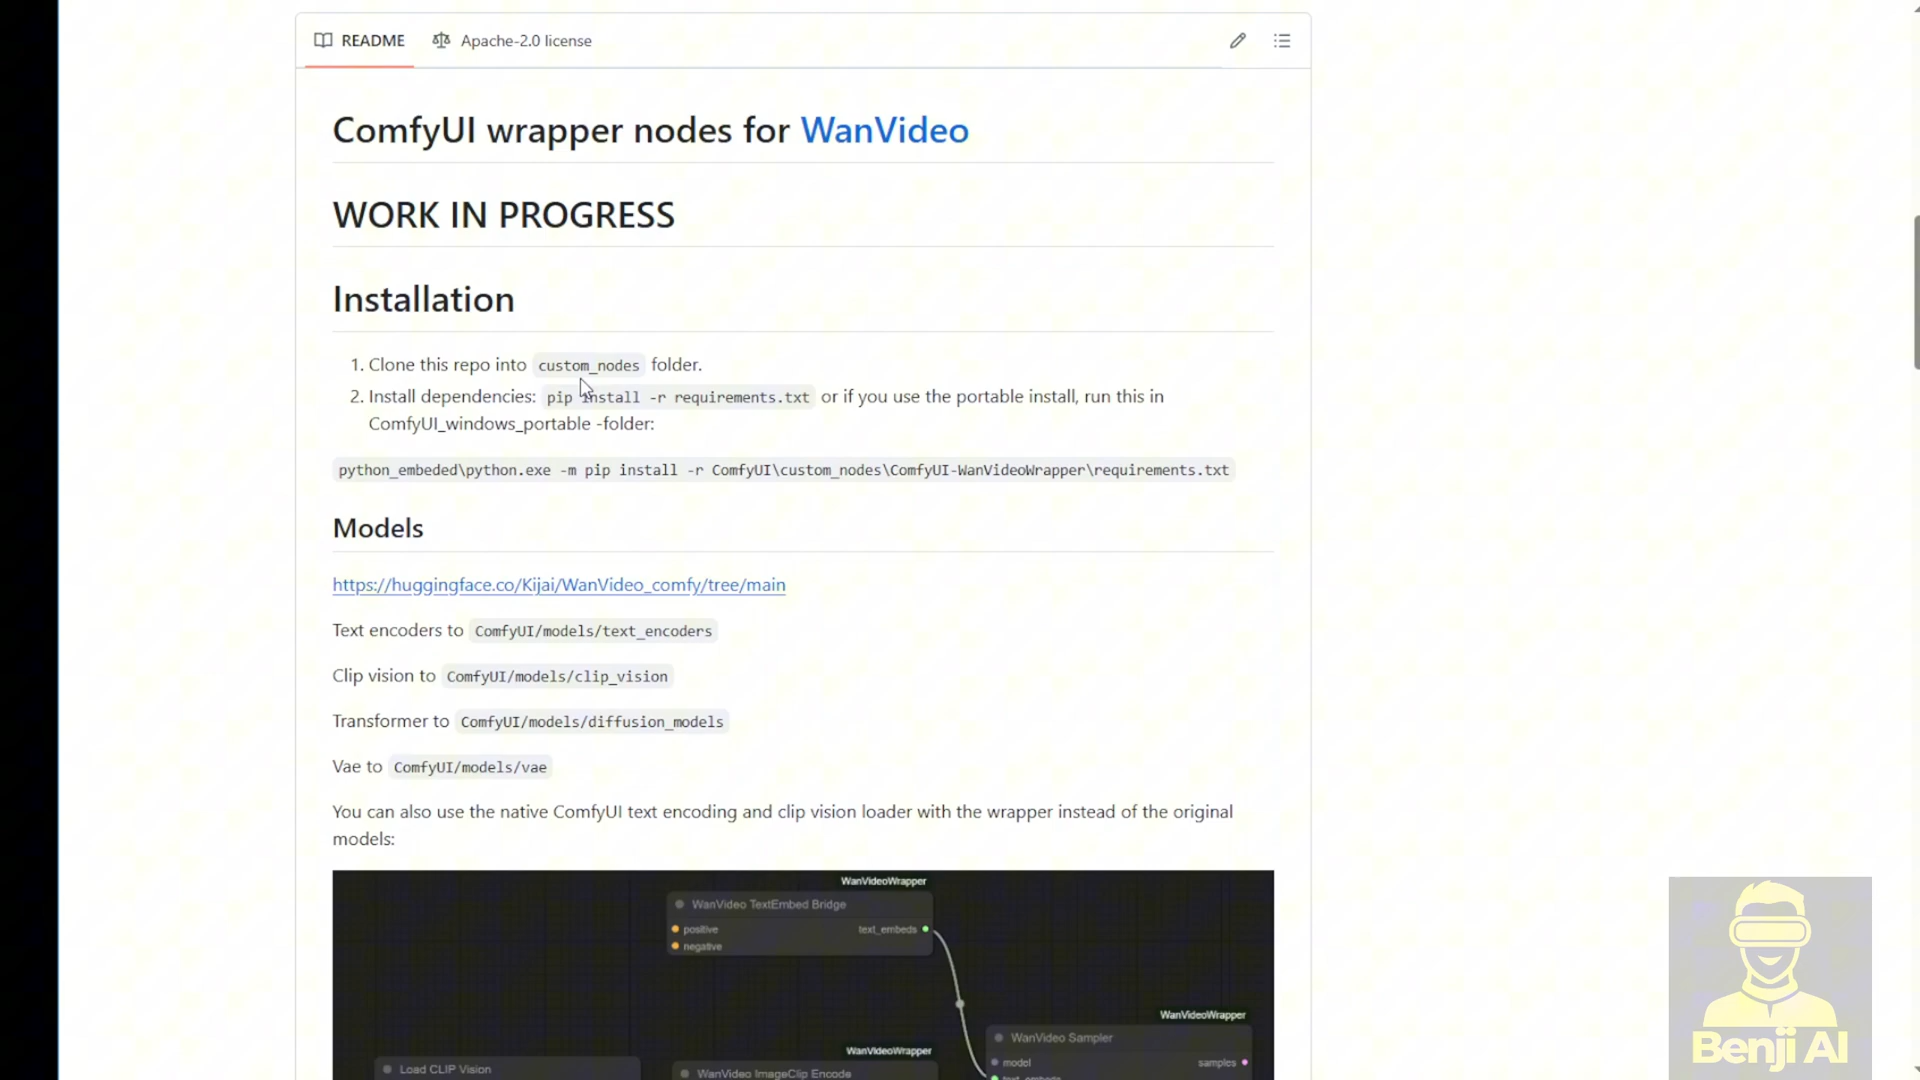 README Apache-2.0 license
ComfyUI wrapper nodes for WanVideo
WORK IN PROGRESS
Installation
1. Clone this repo into custom_nodes folder.
2. Install dependencies: pip install -r requirements.txt or if you use the portable install, run this in
ComfyUI_windows_portable -folder:
python_embeded\python.exe -m pip install -r ComfyUI\custom_nodes\ComfyUI-WanVideoWrapper\requirements.txt
Models
https://huggingface.co/Kijai/WanVideo_comfy/tree/main
Text encoders to ComfyUI/models/text_encoders
Clip vision to ComfyUI/models/clip_vision
Transformer to ComfyUI/models/diffusion_models
Vae to ComfyUI/models/vae
You can also use the native ComfyUI text encoding and clip vision loader with the wrapper instead of the original
models:
WanVideoWrapper
WanVideo TextEmbed Bridge
positive text_embeds
negative
WanVideoWrapper
WanVideo Sampler
WanVideoWrapper
model samples
Load CLIP Vision
WanVideo ImageClip Encode
text_embeds
Benji AI